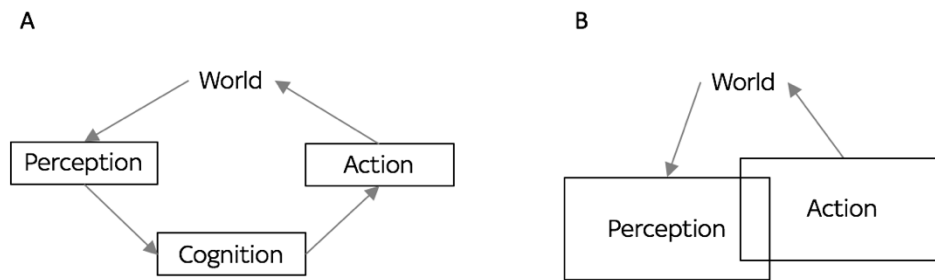 A
World
Perception
Action
Cognition
B
World
Perception
Action